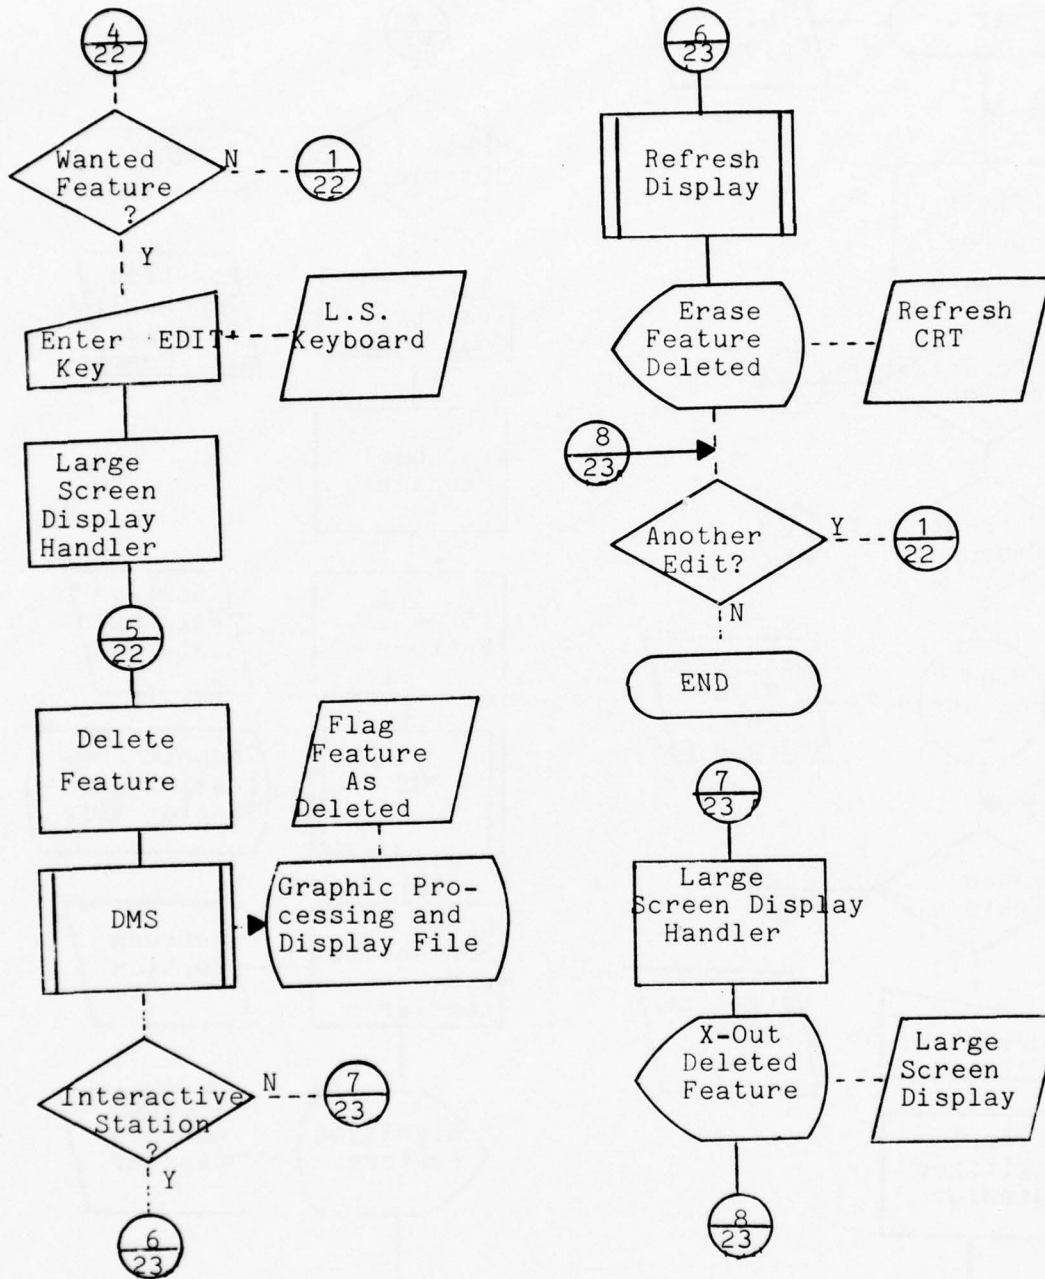 4
22
Wanted
Feature
?
N
1
22
Y
Enter EDIT
Key
L.S.
Keyboard
Large
Screen
Display
Handler
5
22
Delete
Feature
Flag
Feature
As
Deleted
DMS
Graphic Pro-
cessing and
Display File
Interactive
Station
?
N
7
23
Y
6
23
6
23
Refresh
Display
Erase
Feature
Deleted
Refresh
CRT
8
23
Another
Edit?
Y
1
22
N
END
7
23
Large
Screen Display
Handler
X-Out
Deleted
Feature
Large
Screen
Display
8
23